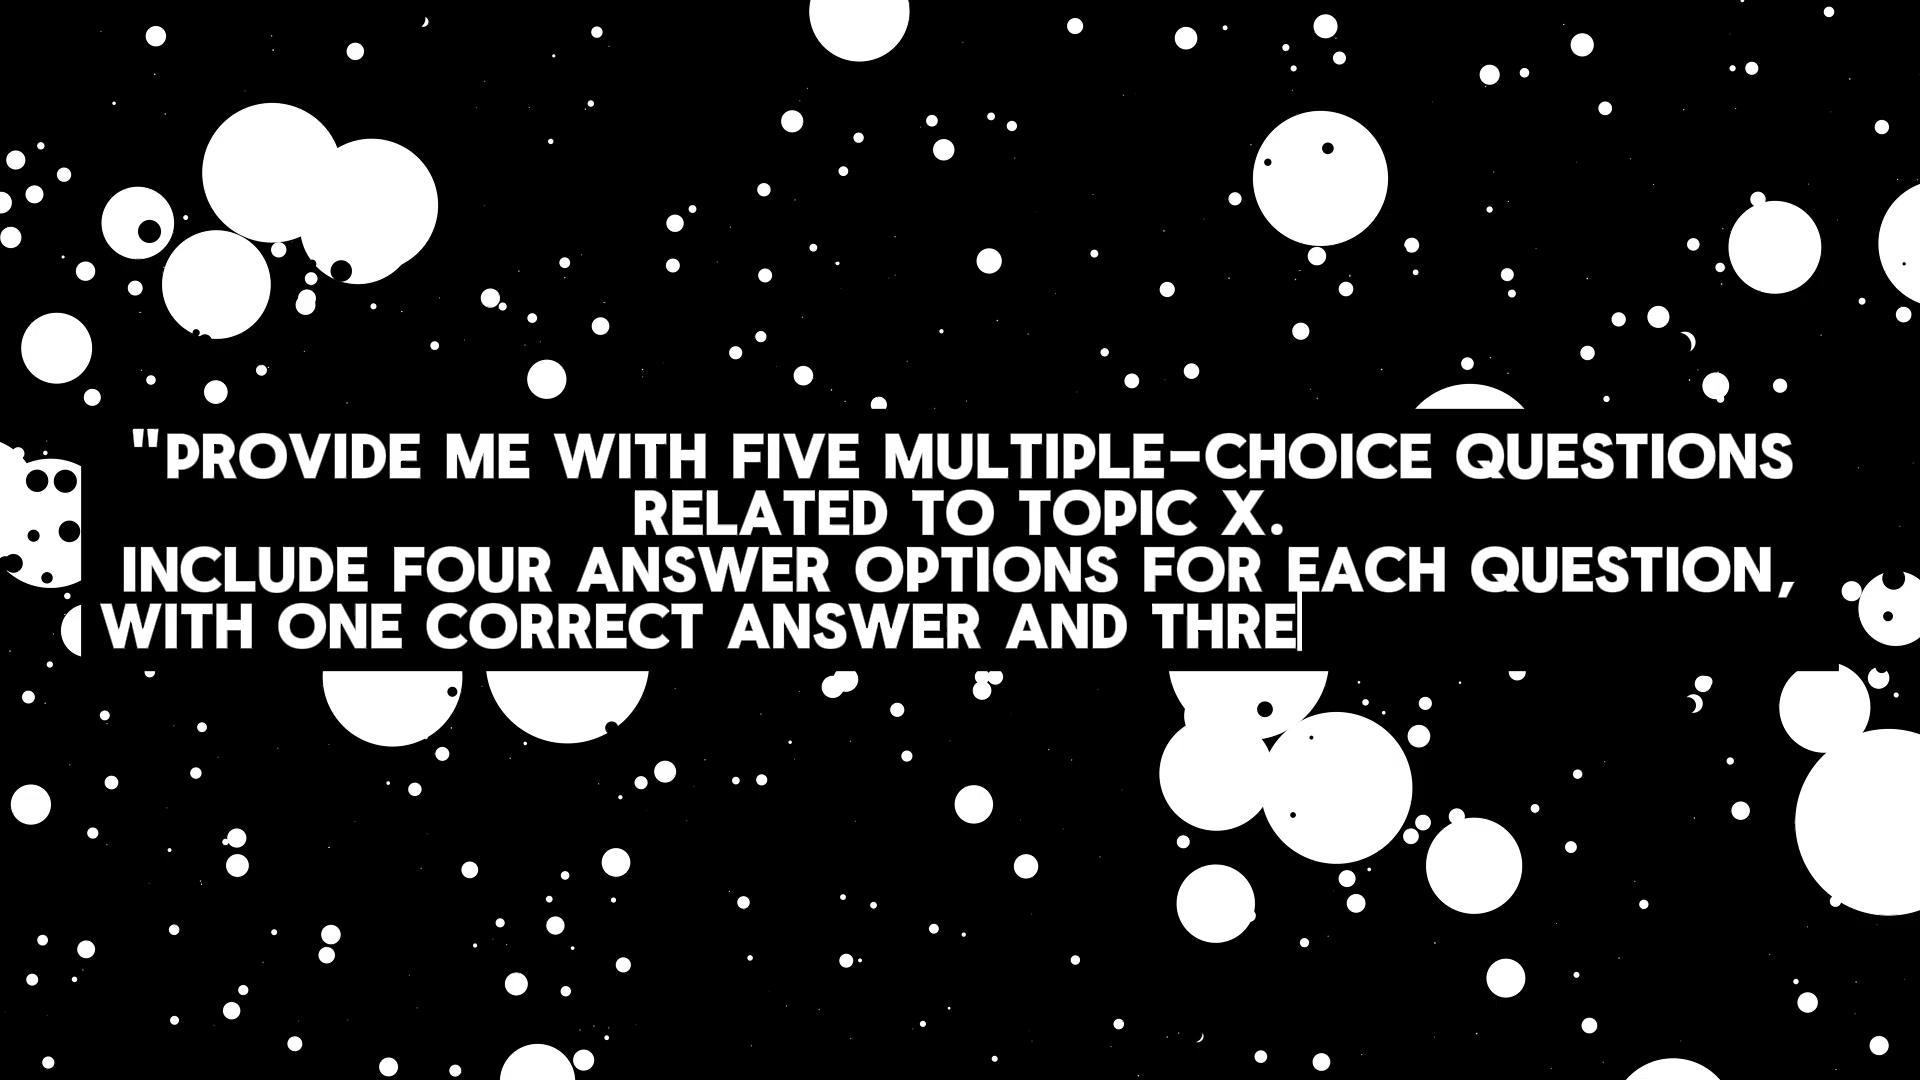 "PROVIDE ME WITH FIVE MULTIPLE-CHOICE QUESTIONS
RELATED TO TOPIC X.
INCLUDE FOUR ANSWER OPTIONS FOR EACH QUESTION,
WITH ONE CORRECT ANSWER AND THRE